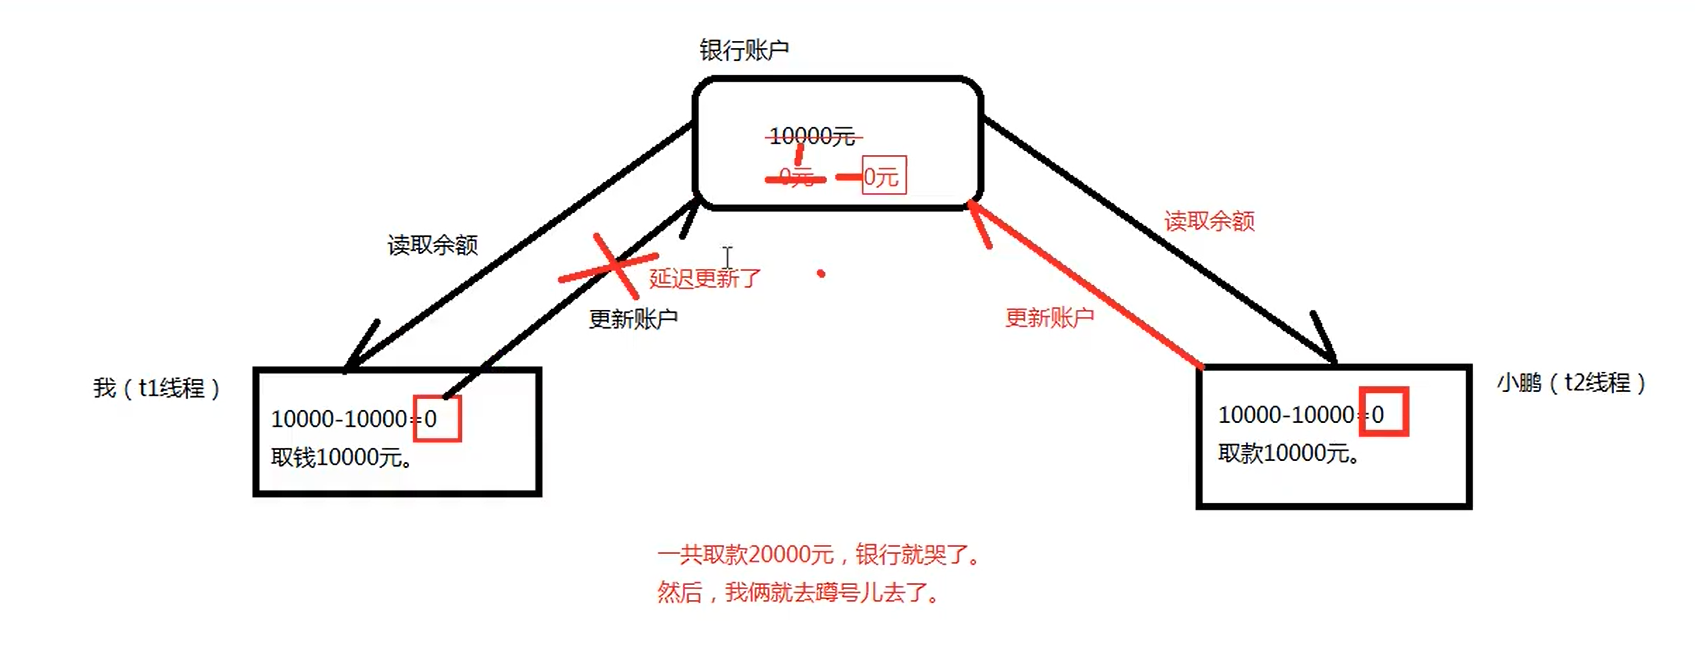 银行账户
10000元
0元
0元
读取余额
延迟更新了
更新账户
读取余额
更新账户
我（t1线程）
10000-10000=0
取钱10000元。
小鹏（t2线程）
10000-10000=0
取款10000元。
一共取款20000元，银行就哭了。
然后，我俩就去蹲号儿去了。